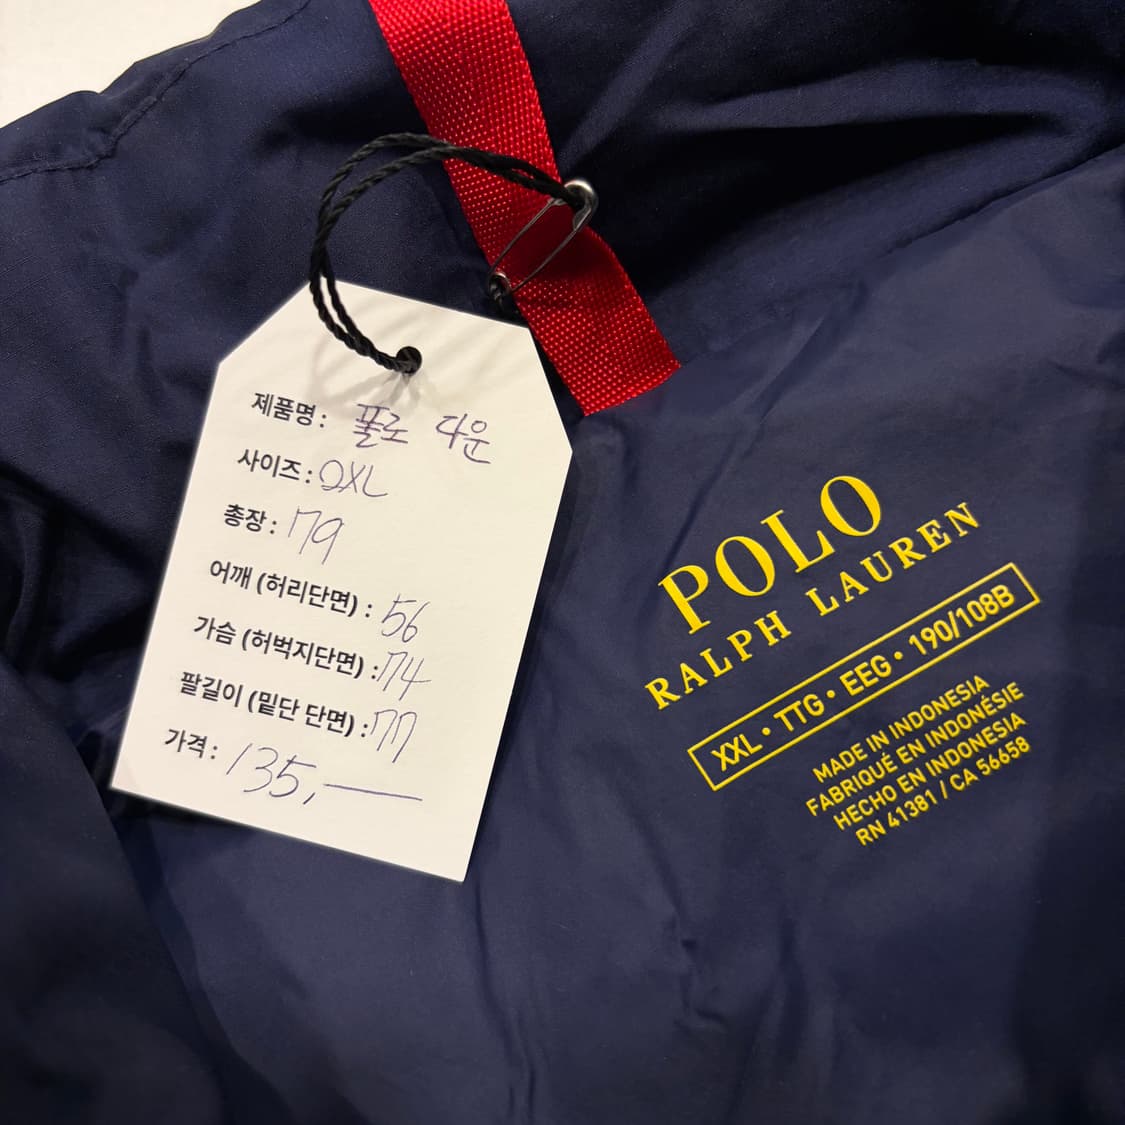 제품명: 폴로 다운
사이즈: 2XL
총장: 79
어깨 (허리단면) : 56
가슴 (허벅지단면) : 74
팔길이 (밑단 단면) : 77
가격: 135,—
POLO
RALPH LAUREN
XXL • TTG • EEG • 190/108B
MADE IN INDONESIA
FABRIQUÉ EN INDONÉSIE
HECHO EN INDONESIA
RN 41381 / CA 56658